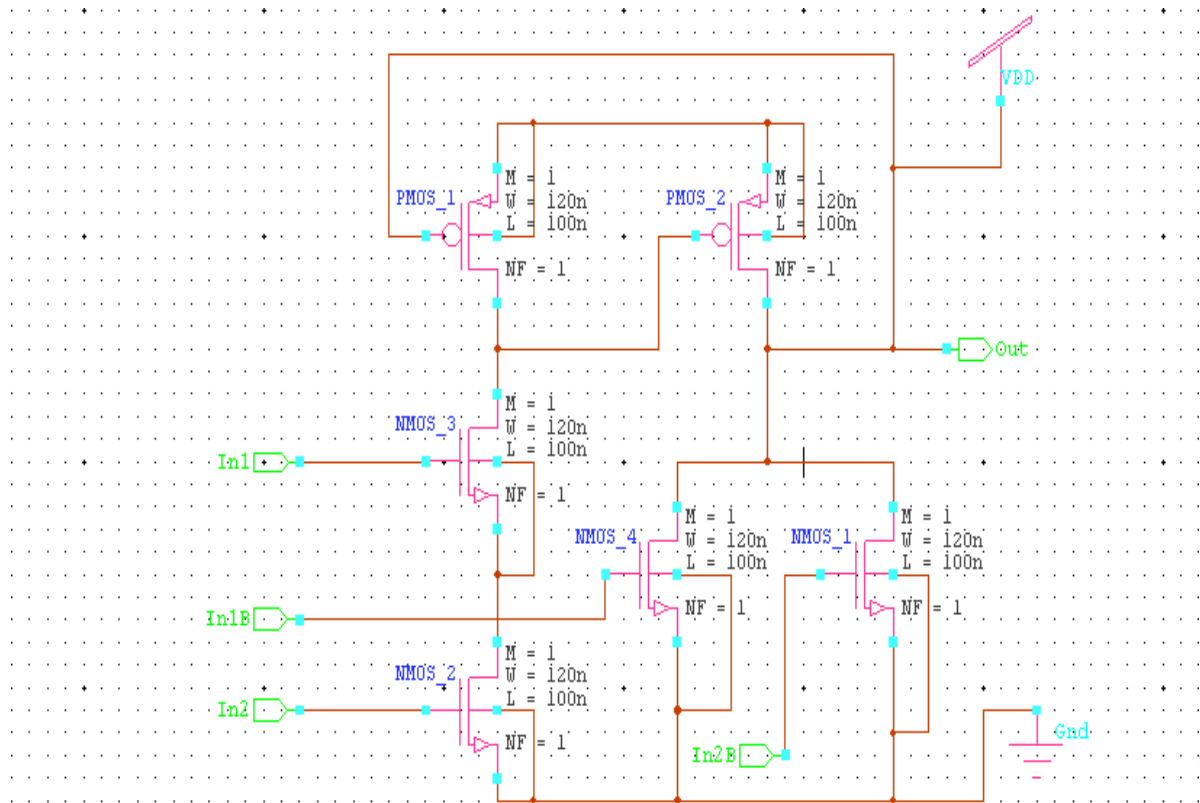 VDD
PMOS_1
M = 1
W = 120n
L = 100n
NF = 1
PMOS_2
M = 1
W = 120n
L = 100n
NF = 1
Out
NMOS_3
M = 1
W = 120n
L = 100n
NF = 1
In1
NMOS_4
M = 1
W = 120n
L = 100n
NF = 1
NMOS_1
M = 1
W = 120n
L = 100n
NF = 1
In1B
NMOS_2
M = 1
W = 120n
L = 100n
NF = 1
In2
In2B
Gnd